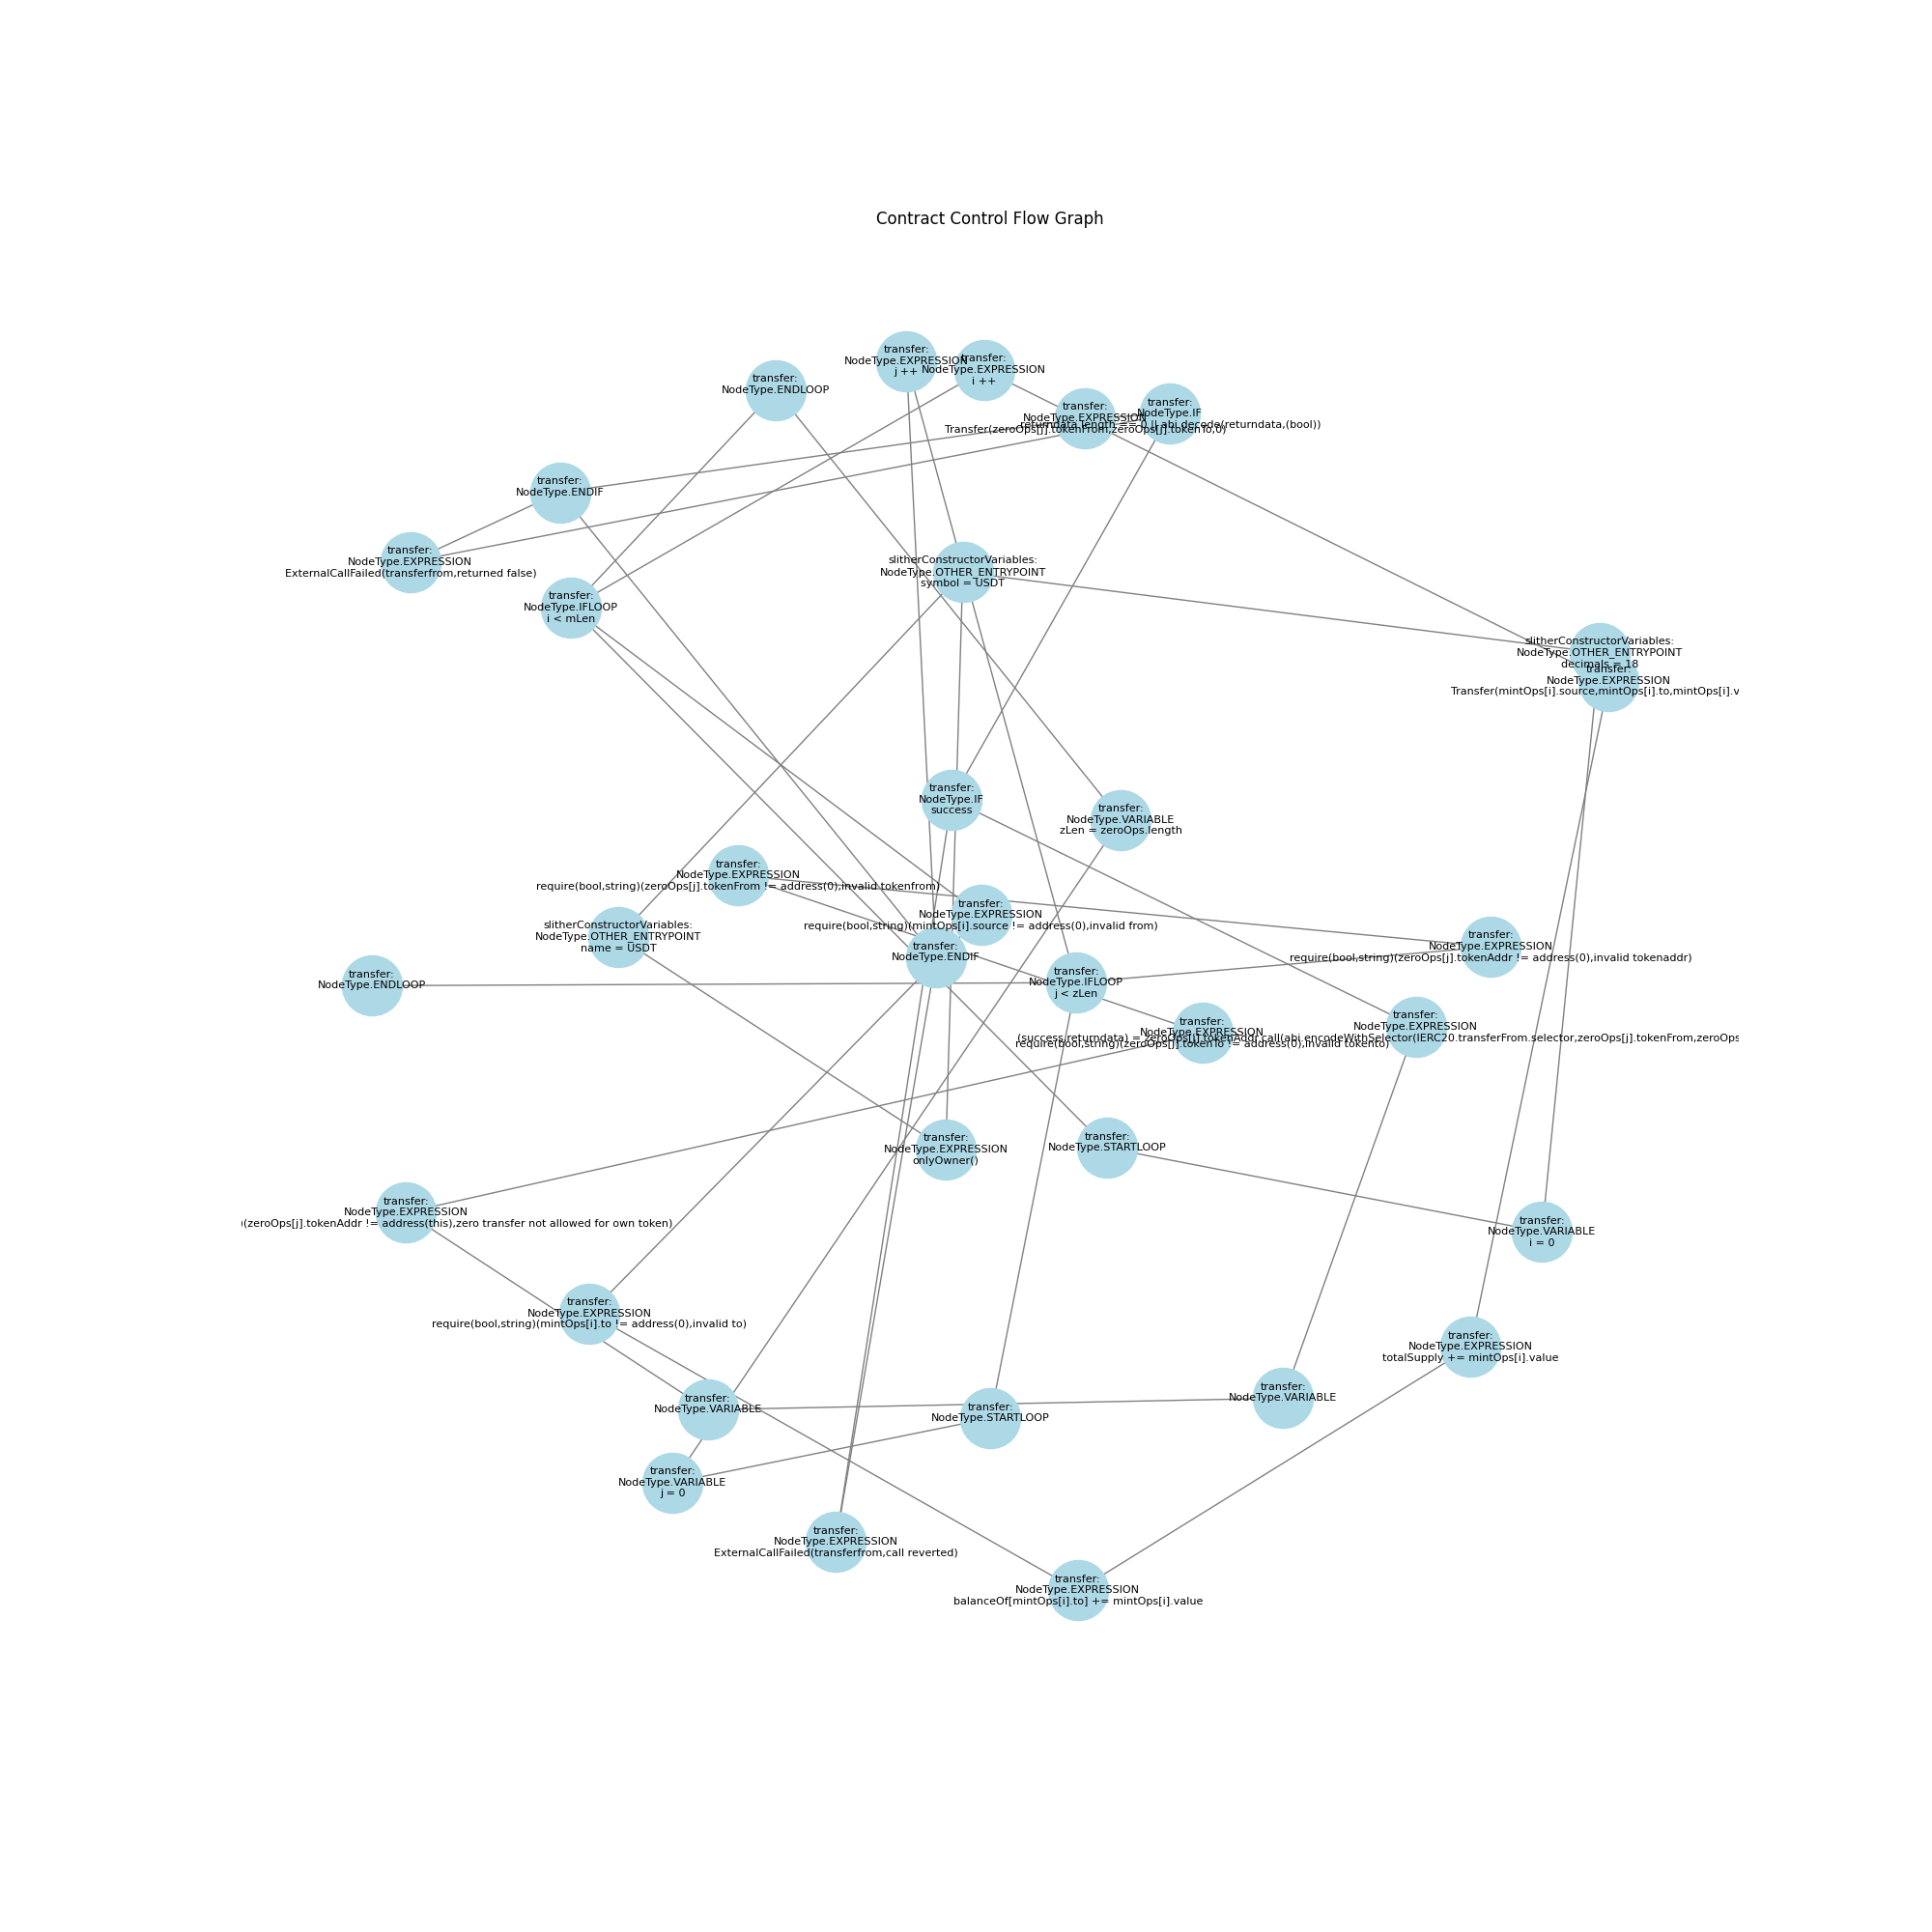 Contract Control Flow Graph
transfer:
NodeType.EXPRESSION
j ++
transfer:
NodeType.EXPRESSION
i ++
transfer:
NodeType.ENDLOOP
transfer:
NodeType.EXPRESSION
Transfer(zeroOps[j].tokenFrom,zeroOps[j].tokenTo,0)
transfer:
NodeType.IF
returndata.length == 0 || abi.decode(returndata,(bool))
transfer:
NodeType.ENDIF
transfer:
NodeType.EXPRESSION
ExternalCallFailed(transferfrom,returned false)
slitherConstructorVariables:
NodeType.OTHER_ENTRYPOINT
symbol = USDT
transfer:
NodeType.IFLOOP
i < mLen
slitherConstructorVariables:
NodeType.OTHER_ENTRYPOINT
decimals = 18
transfer:
NodeType.EXPRESSION
Transfer(mintOps[i].source,mintOps[i].to,mintOps[i].v
transfer:
NodeType.IF
success
transfer:
NodeType.VARIABLE
zLen = zeroOps.length
transfer:
NodeType.EXPRESSION
require(bool,string)(zeroOps[j].tokenFrom != address(0),invalid tokenfrom)
transfer:
NodeType.EXPRESSION
require(bool,string)(mintOps[i].source != address(0),invalid from)
slitherConstructorVariables:
NodeType.OTHER_ENTRYPOINT
name = USDT
transfer:
NodeType.ENDIF
transfer:
NodeType.EXPRESSION
require(bool,string)(zeroOps[j].tokenAddr != address(0),invalid tokenaddr)
transfer:
NodeType.ENDLOOP
transfer:
NodeType.IFLOOP
j < zLen
transfer:
NodeType.EXPRESSION
(success,returndata) = zeroOps[j].tokenAddr.call(abi.encodeWithSelector(IERC20.transferFrom.selector,zeroOps[j].tokenFrom,zeroOps
transfer:
NodeType.EXPRESSION
require(bool,string)(zeroOps[j].tokenTo != address(0),invalid tokento)
transfer:
NodeType.EXPRESSION
onlyOwner()
transfer:
NodeType.STARTLOOP
transfer:
NodeType.EXPRESSION
)(zeroOps[j].tokenAddr != address(this),zero transfer not allowed for own token)
transfer:
NodeType.VARIABLE
i = 0
transfer:
NodeType.EXPRESSION
require(bool,string)(mintOps[i].to != address(0),invalid to)
transfer:
NodeType.EXPRESSION
totalSupply += mintOps[i].value
transfer:
NodeType.VARIABLE
transfer:
NodeType.VARIABLE
transfer:
NodeType.STARTLOOP
transfer:
NodeType.VARIABLE
j = 0
transfer:
NodeType.EXPRESSION
ExternalCallFailed(transferfrom,call reverted)
transfer:
NodeType.EXPRESSION
balanceOf[mintOps[i].to] += mintOps[i].value